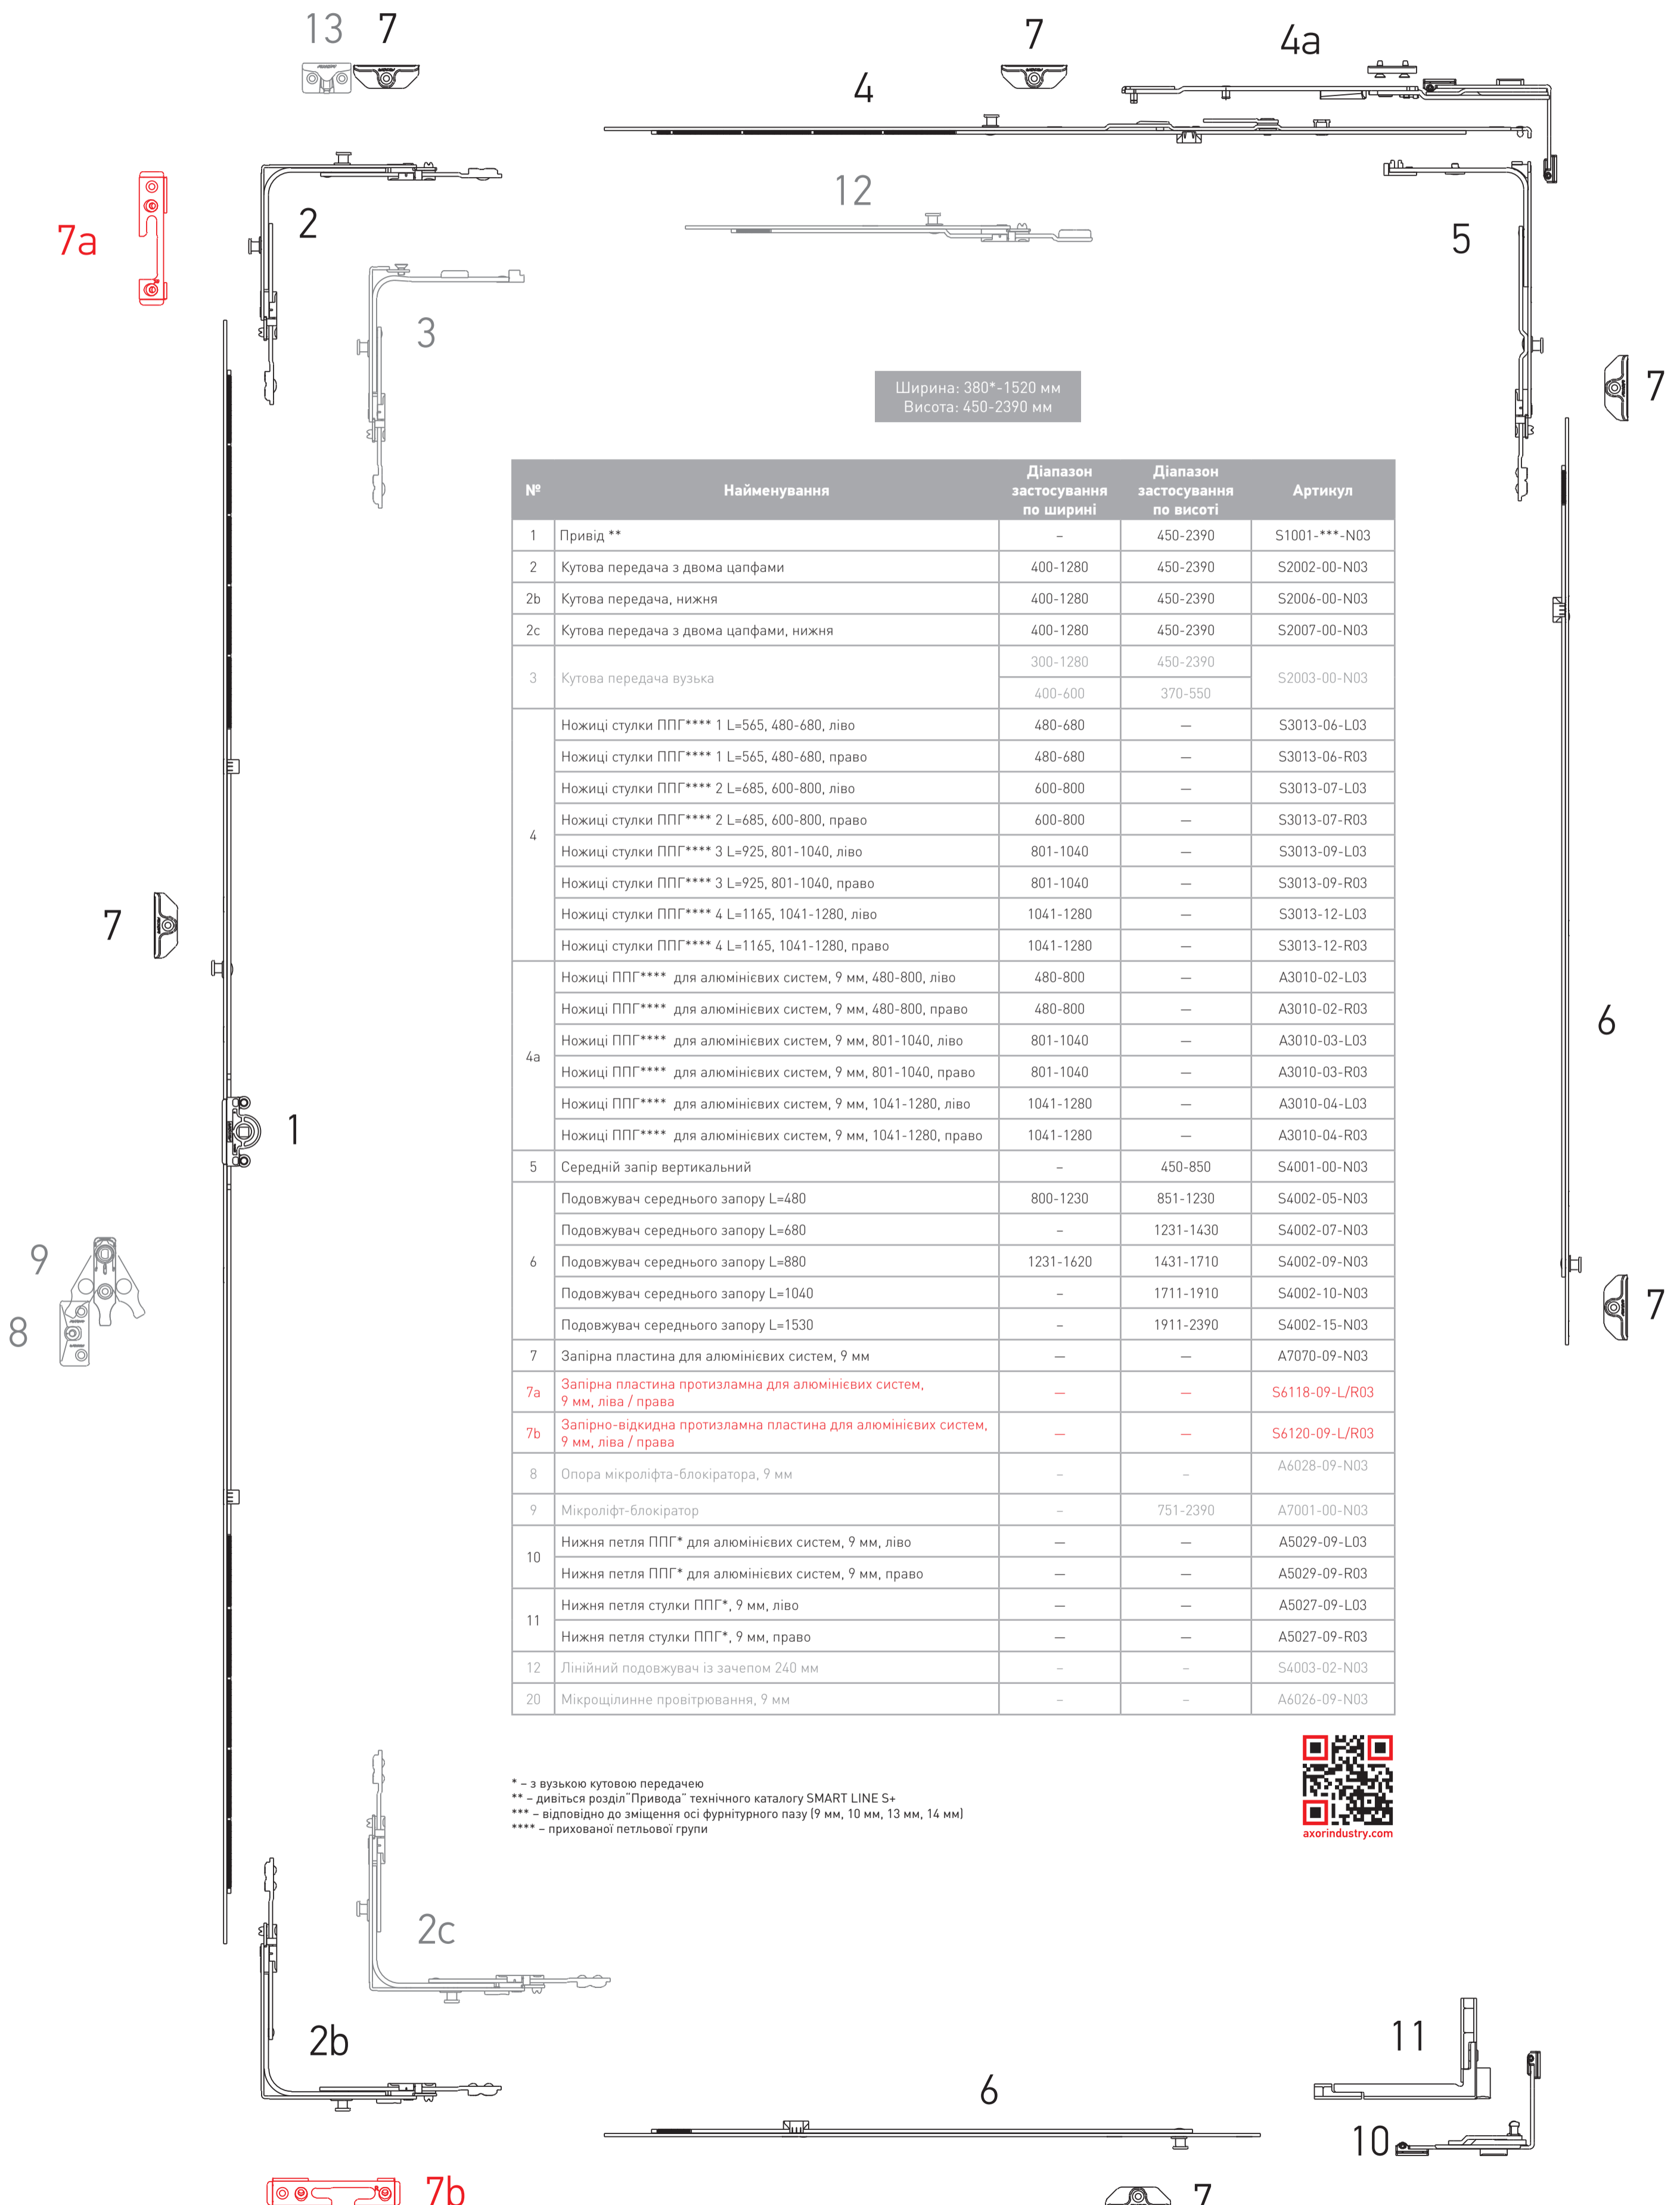 13 7
7
4a
4
2
12
7a
5
3
7
Ширина: 380*-1520 мм
Висота: 450-2390 мм
№ Найменування Діапазон застосування по ширині Діапазон застосування по висоті Артикул
1 Привід ** – 450-2390 S1001-***-N03
2 Кутова передача з двома цапфами 400-1280 450-2390 S2002-00-N03
2b Кутова передача, нижня 400-1280 450-2390 S2006-00-N03
2c Кутова передача з двома цапфами, нижня 400-1280 450-2390 S2007-00-N03
3 Кутова передача вузька 300-1280 450-2390 S2003-00-N03
400-600 370-550
4 Ножиці стулки ППГ**** 1 L=565, 480-680, ліво 480-680 — S3013-06-L03
Ножиці стулки ППГ**** 1 L=565, 480-680, право 480-680 — S3013-06-R03
Ножиці стулки ППГ**** 2 L=685, 600-800, ліво 600-800 — S3013-07-L03
Ножиці стулки ППГ**** 2 L=685, 600-800, право 600-800 — S3013-07-R03
Ножиці стулки ППГ**** 3 L=925, 801-1040, ліво 801-1040 — S3013-09-L03
Ножиці стулки ППГ**** 3 L=925, 801-1040, право 801-1040 — S3013-09-R03
Ножиці стулки ППГ**** 4 L=1165, 1041-1280, ліво 1041-1280 — S3013-12-L03
Ножиці стулки ППГ**** 4 L=1165, 1041-1280, право 1041-1280 — S3013-12-R03
4a Ножиці ППГ**** для алюмінієвих систем, 9 мм, 480-800, ліво 480-800 — A3010-02-L03
Ножиці ППГ**** для алюмінієвих систем, 9 мм, 480-800, право 480-800 — A3010-02-R03
Ножиці ППГ**** для алюмінієвих систем, 9 мм, 801-1040, ліво 801-1040 — A3010-03-L03
Ножиці ППГ**** для алюмінієвих систем, 9 мм, 801-1040, право 801-1040 — A3010-03-R03
Ножиці ППГ**** для алюмінієвих систем, 9 мм, 1041-1280, ліво 1041-1280 — A3010-04-L03
Ножиці ППГ**** для алюмінієвих систем, 9 мм, 1041-1280, право 1041-1280 — A3010-04-R03
5 Середній запір вертикальний – 450-850 S4001-00-N03
6 Подовжувач середнього запору L=480 800-1230 851-1230 S4002-05-N03
Подовжувач середнього запору L=680 – 1231-1430 S4002-07-N03
Подовжувач середнього запору L=880 1231-1620 1431-1710 S4002-09-N03
Подовжувач середнього запору L=1040 – 1711-1910 S4002-10-N03
Подовжувач середнього запору L=1530 – 1911-2390 S4002-15-N03
7 Запірна пластина для алюмінієвих систем, 9 мм — — A7070-09-N03
7a Запірна пластина протизламна для алюмінієвих систем,
9 мм, ліва / права — — S6118-09-L/R03
7b Запірно-відкидна протизламна пластина для алюмінієвих систем,
9 мм, ліва / права — — S6120-09-L/R03
8 Опора мікроліфта-блокіратора, 9 мм – – A6028-09-N03
9 Мікроліфт-блокіратор – 751-2390 A7001-00-N03
10 Нижня петля ППГ* для алюмінієвих систем, 9 мм, ліво — — A5029-09-L03
Нижня петля ППГ* для алюмінієвих систем, 9 мм, право — — A5029-09-R03
11 Нижня петля стулки ППГ*, 9 мм, ліво — — A5027-09-L03
Нижня петля стулки ППГ*, 9 мм, право — — A5027-09-R03
12 Лінійний подовжувач із зачепом 240 мм – – S4003-02-N03
20 Мікрощілинне провітрювання, 9 мм – – A6026-09-N03
7
6
1
9
8
7
* – з вузькою кутовою передачею
** – дивіться розділ"Привода" технічного каталогу SMART LINE S+
*** – відповідно до зміщення осі фурнітурного пазу (9 мм, 10 мм, 13 мм, 14 мм)
**** – прихованої петльової групи
axorindustry.com
2c
2b
11
6
10
7b
7